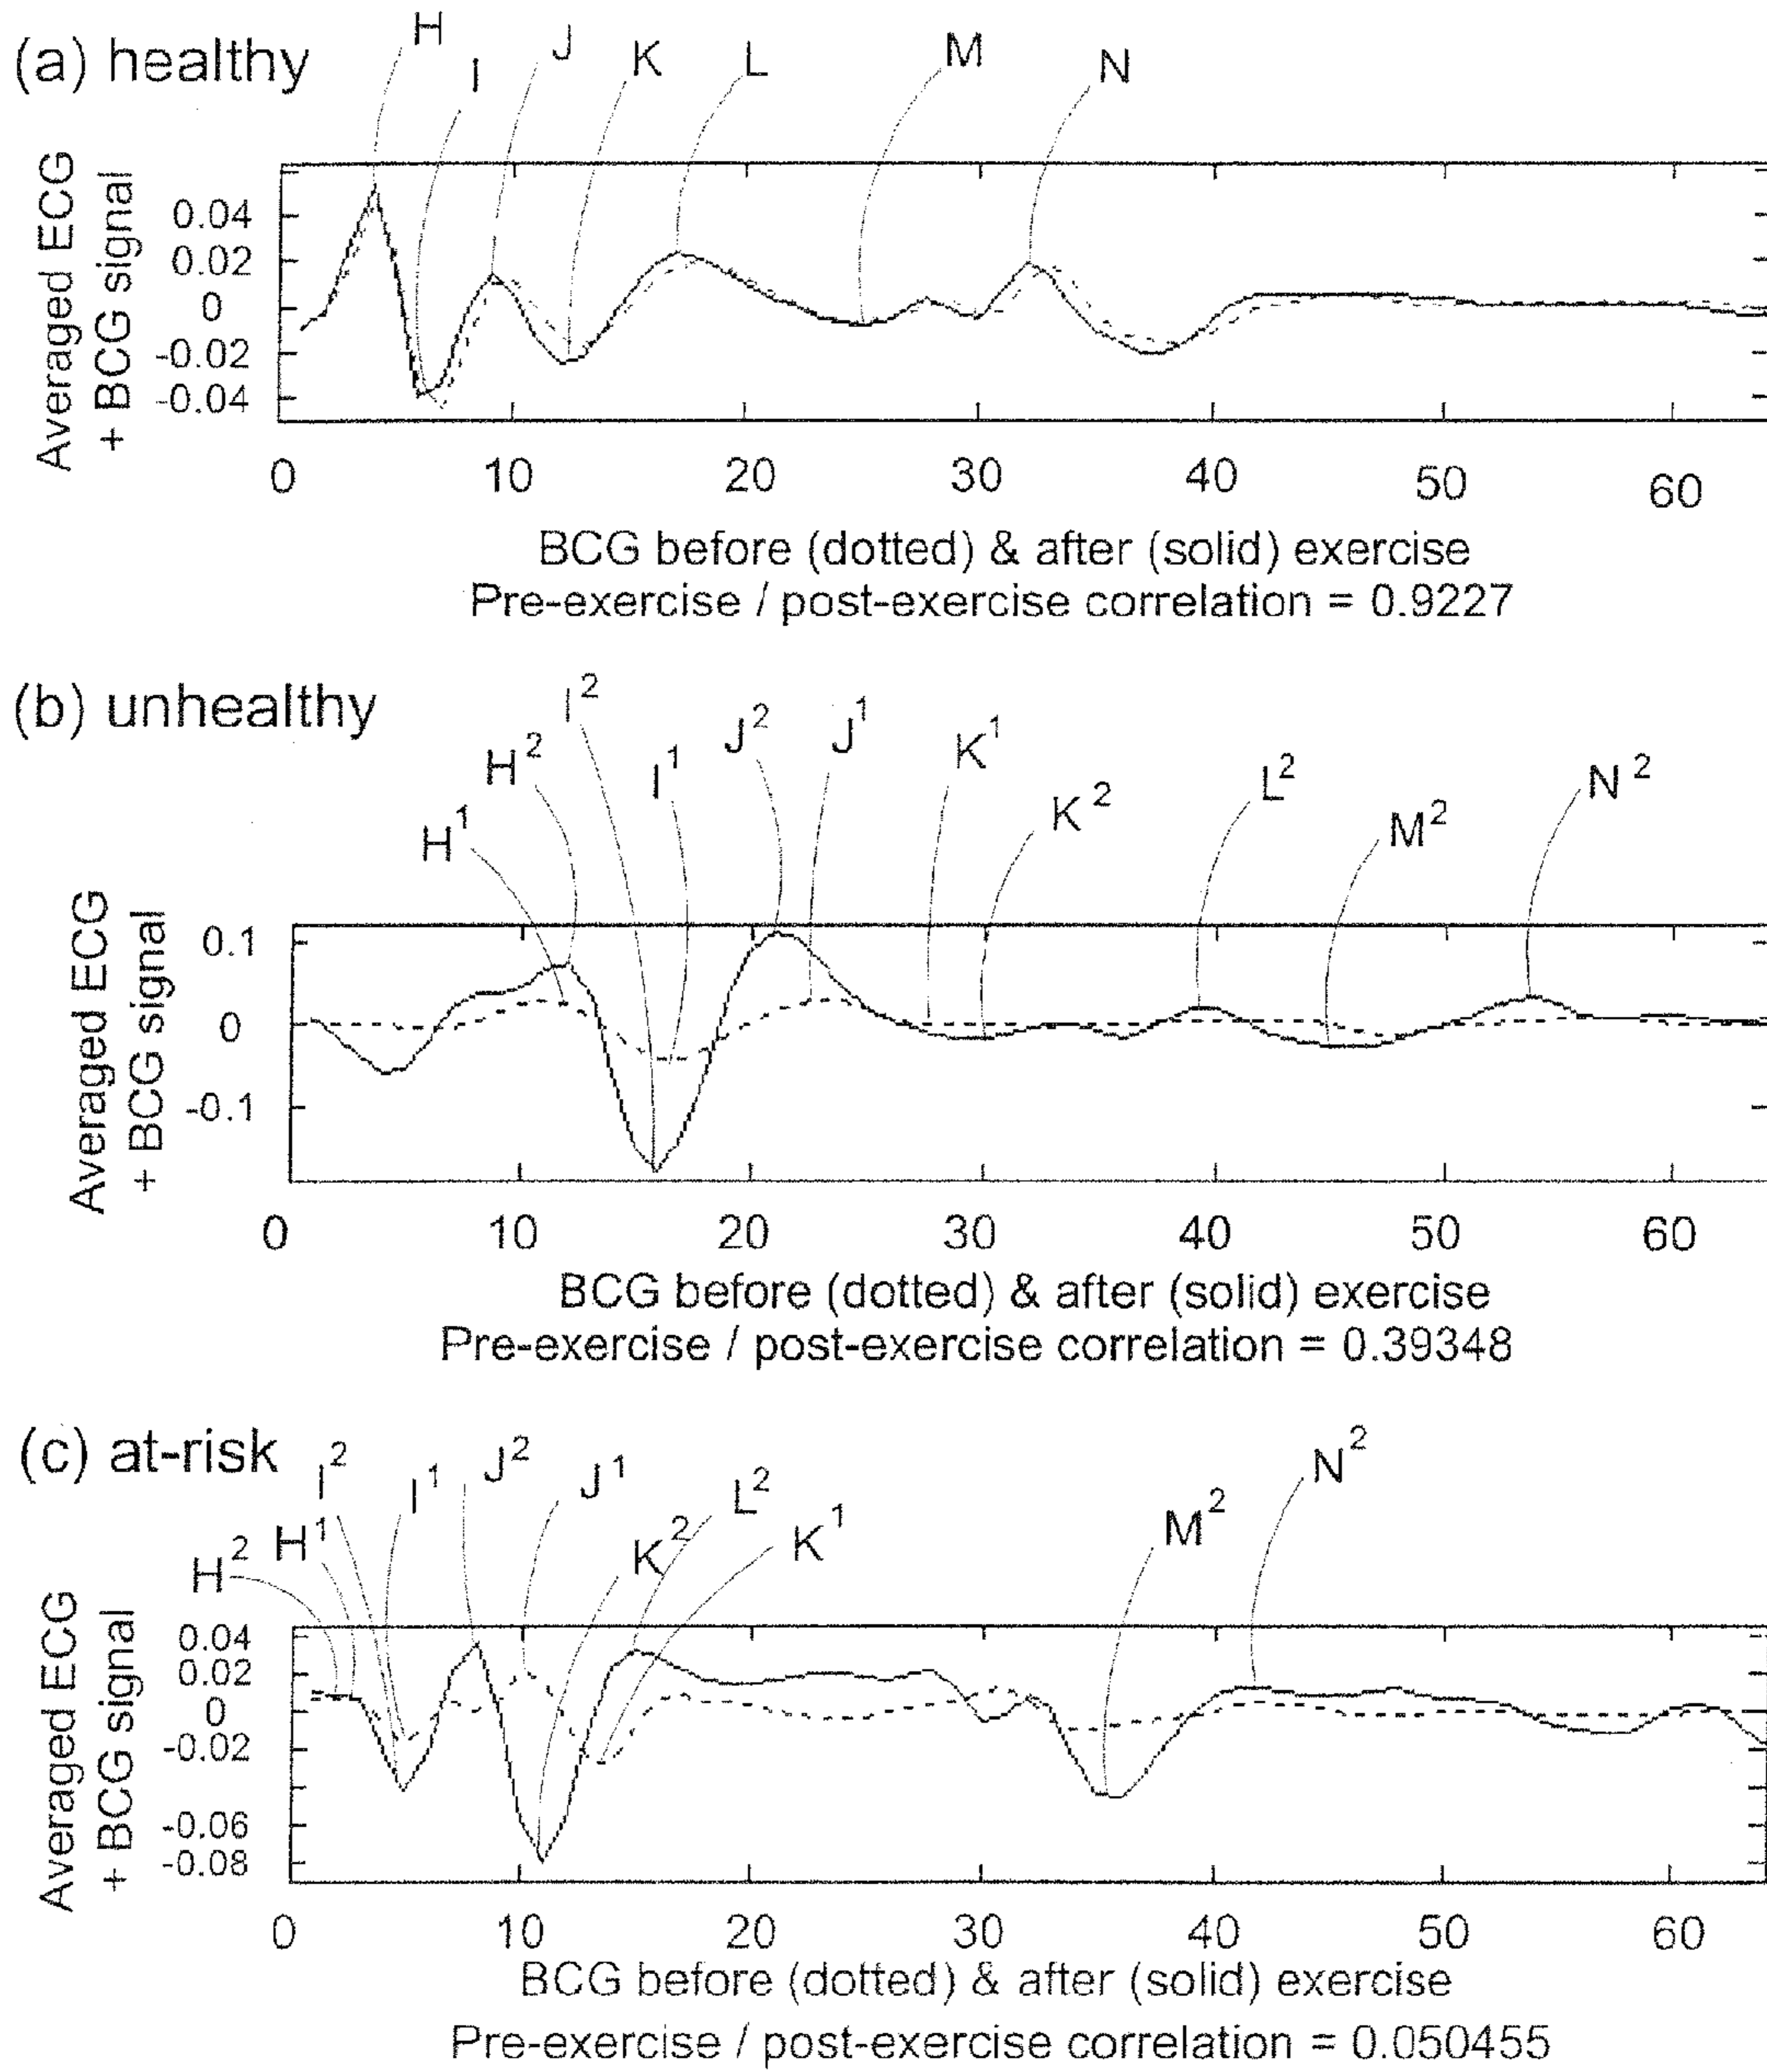 (a) healthy
H
I
J
K
L
M
N
Averaged ECG
+ BCG signal
0.04
0.02
0
-0.02
-0.04
0 10 20 30 40 50 60
BCG before (dotted) & after (solid) exercise
Pre-exercise / post-exercise correlation = 0.9227
(b) unhealthy
H¹
H²
I²
I¹
J²
J¹
K¹
K²
L²
M²
N²
Averaged ECG
+ BCG signal
0.1
0
-0.1
0 10 20 30 40 50 60
BCG before (dotted) & after (solid) exercise
Pre-exercise / post-exercise correlation = 0.39348
(c) at-risk
H²
H¹
I²
I¹
J²
J¹
K²
L²
K¹
M²
N²
Averaged ECG
+ BCG signal
0.04
0.02
0
-0.02
-0.06
-0.08
0 10 20 30 40 50 60
BCG before (dotted) & after (solid) exercise
Pre-exercise / post-exercise correlation = 0.050455